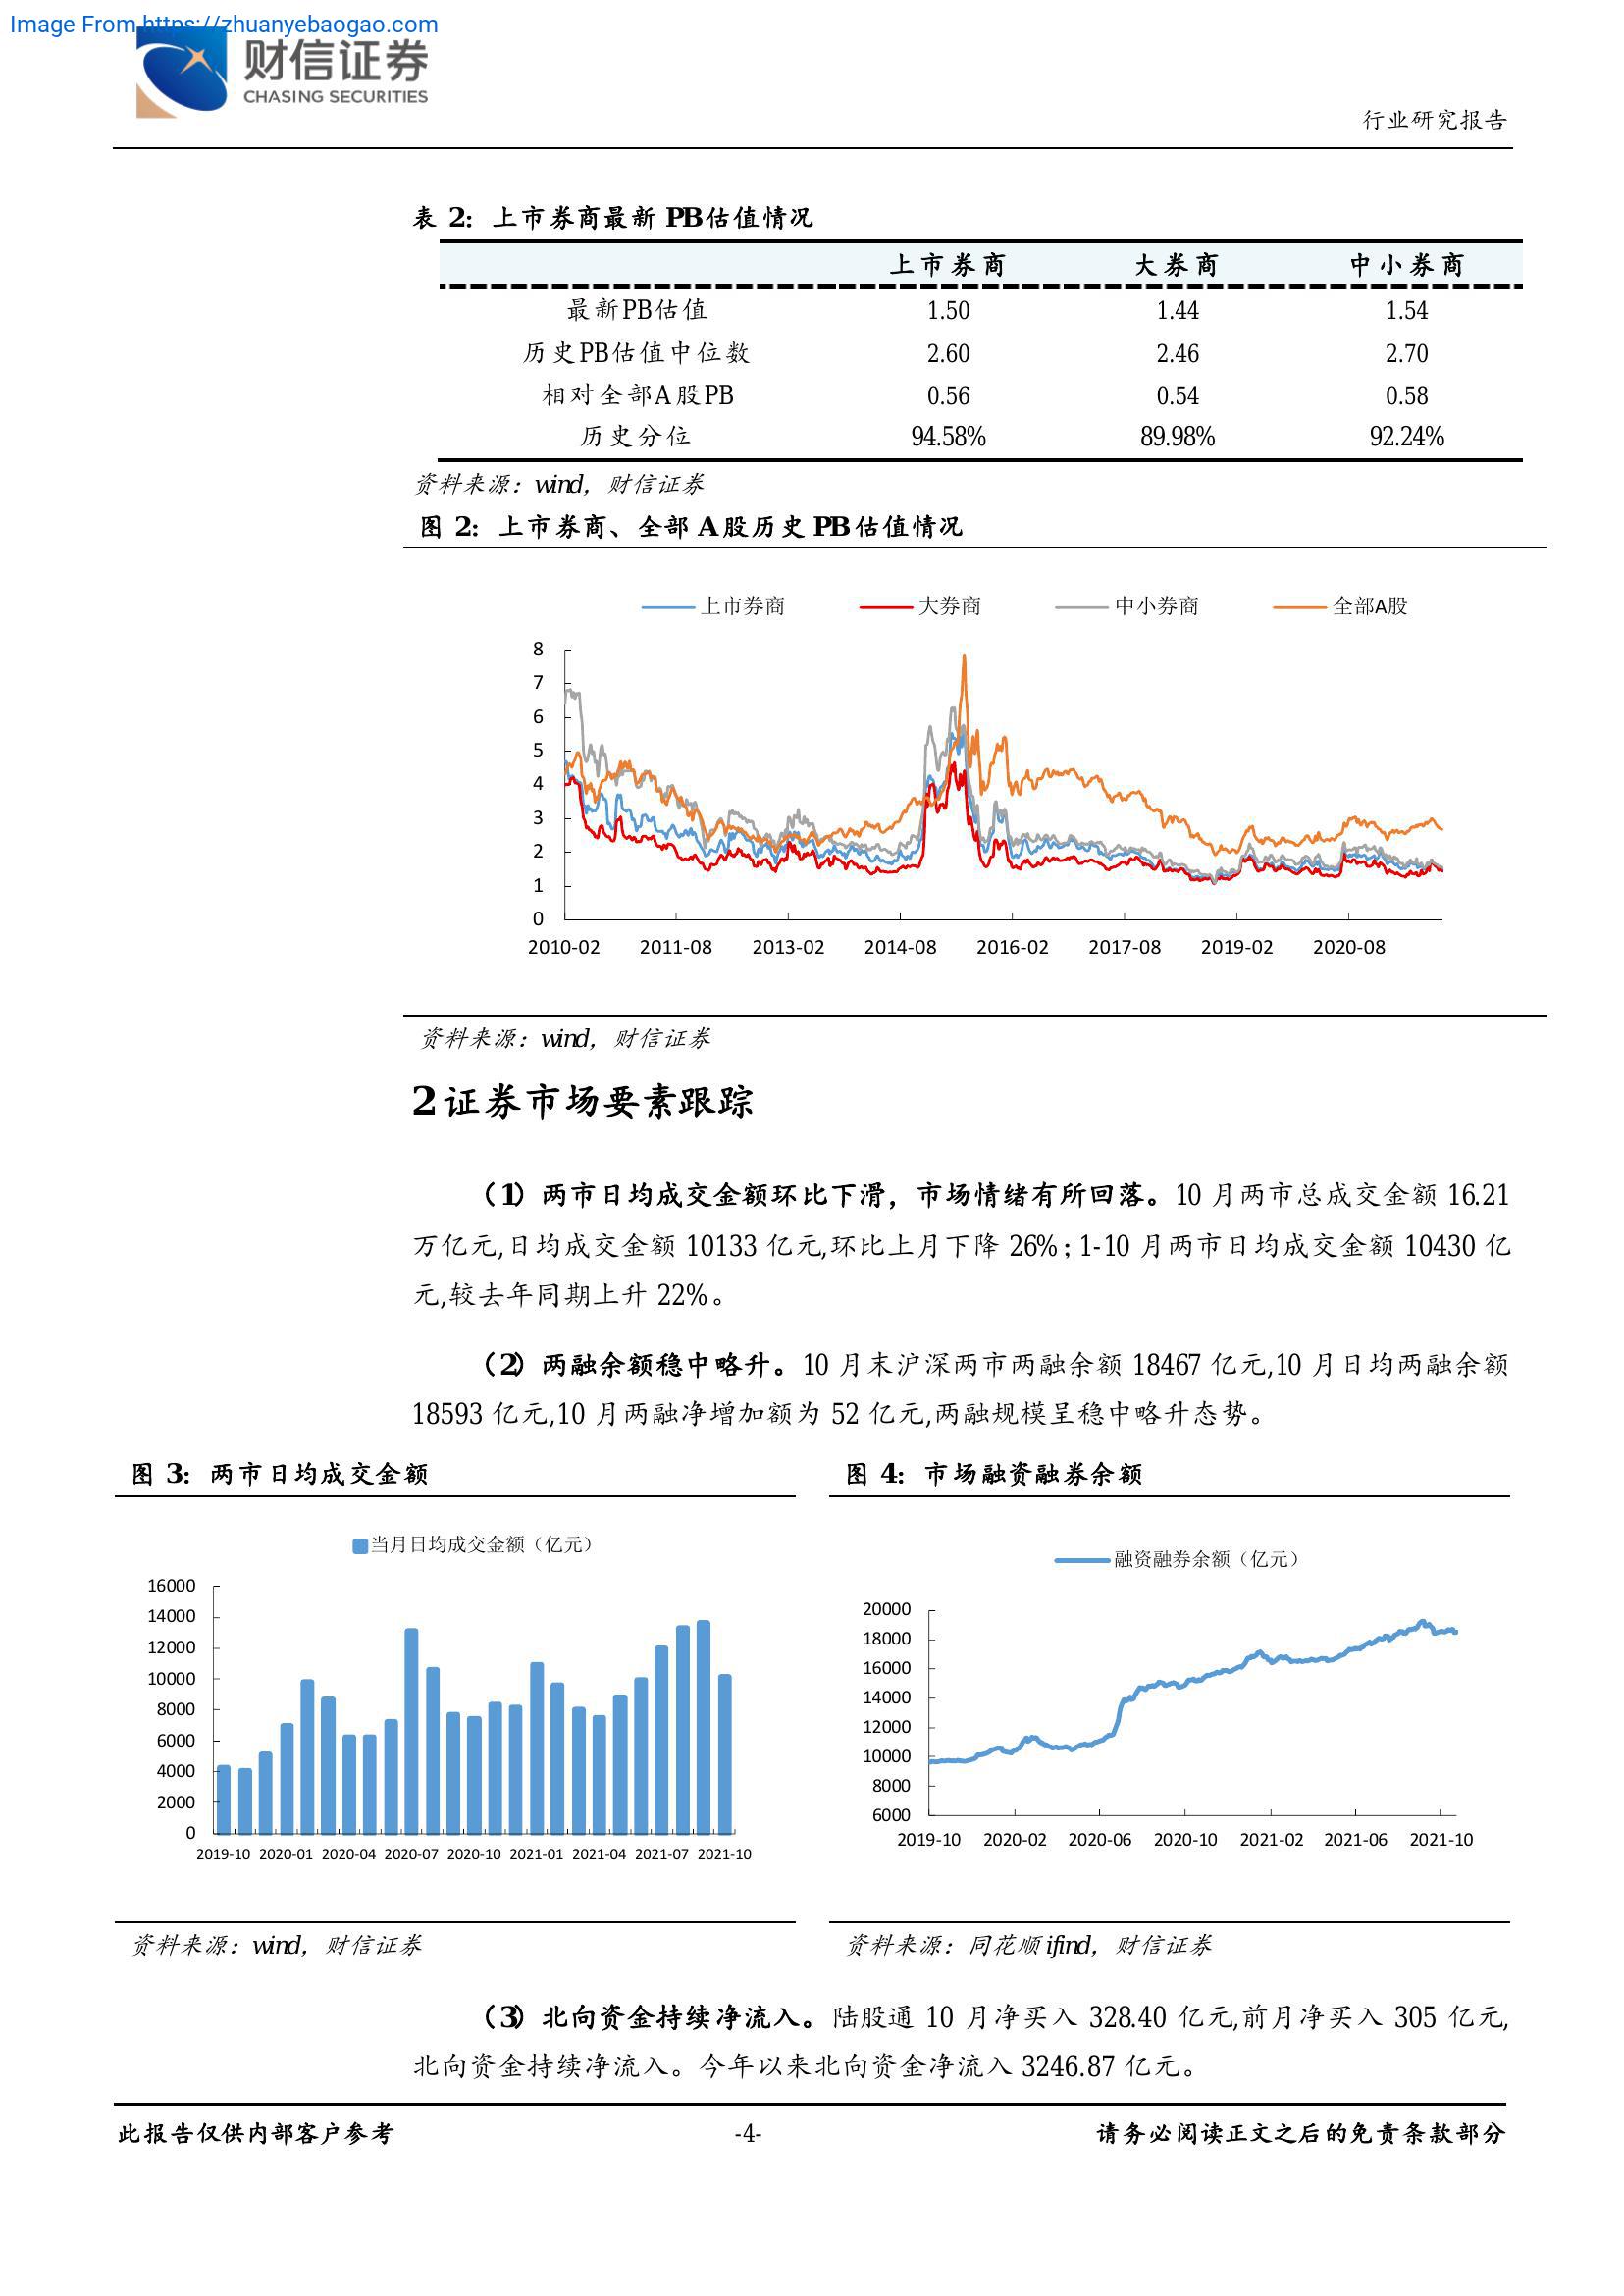 Image From https://zhuanyebaogao.com
财信证券
CHASING SECURITIES
行业研究报告
表 2：上市券商最新 PB 估值情况
上市券商 大券商 中小券商
最新PB估值 1.50 1.44 1.54
历史PB估值中位数 2.60 2.46 2.70
相对全部A股PB 0.56 0.54 0.58
历史分位 94.58% 89.98% 92.24%
资料来源：wind，财信证券
图 2：上市券商、全部 A 股历史 PB 估值情况
上市券商 大券商 中小券商 全部A股
8
7
6
5
4
3
2
1
0
2010-02 2011-08 2013-02 2014-08 2016-02 2017-08 2019-02 2020-08
资料来源：wind，财信证券
2 证券市场要素跟踪
（1）两市日均成交金额环比下滑，市场情绪有所回落。10 月两市总成交金额 16.21
万亿元,日均成交金额 10133 亿元,环比上月下降 26%；1-10 月两市日均成交金额 10430 亿
元,较去年同期上升 22%。
（2）两融余额稳中略升。10 月末沪深两市两融余额 18467 亿元,10 月日均两融余额
18593 亿元,10 月两融净增加额为 52 亿元,两融规模呈稳中略升态势。
图 3：两市日均成交金额
当月日均成交金额（亿元）
16000
14000
12000
10000
8000
6000
4000
2000
0
2019-10 2020-01 2020-04 2020-07 2020-10 2021-01 2021-04 2021-07 2021-10
资料来源：wind，财信证券
图 4：市场融资融券余额
融资融券余额（亿元）
20000
18000
16000
14000
12000
10000
8000
6000
2019-10 2020-02 2020-06 2020-10 2021-02 2021-06 2021-10
资料来源：同花顺 ifind，财信证券
（3）北向资金持续净流入。陆股通 10 月净买入 328.40 亿元,前月净买入 305 亿元,
北向资金持续净流入。今年以来北向资金净流入 3246.87 亿元。
此报告仅供内部客户参考 -4- 请务必阅读正文之后的免责条款部分